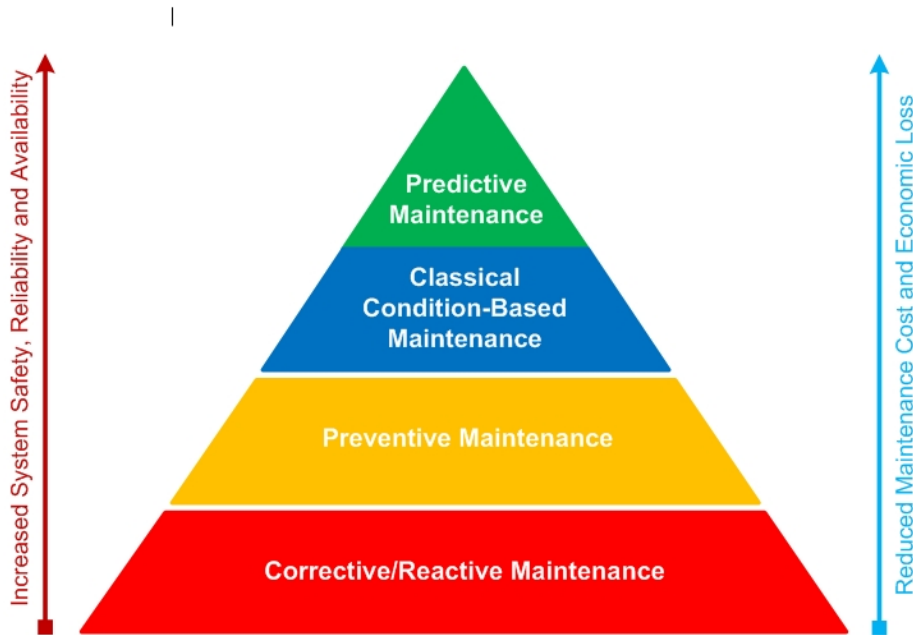 Increased System Safety, Reliability and Availability
Predictive
Maintenance
Classical
Condition-Based
Maintenance
Preventive Maintenance
Corrective/Reactive Maintenance
Reduced Maintenance Cost and Economic Loss